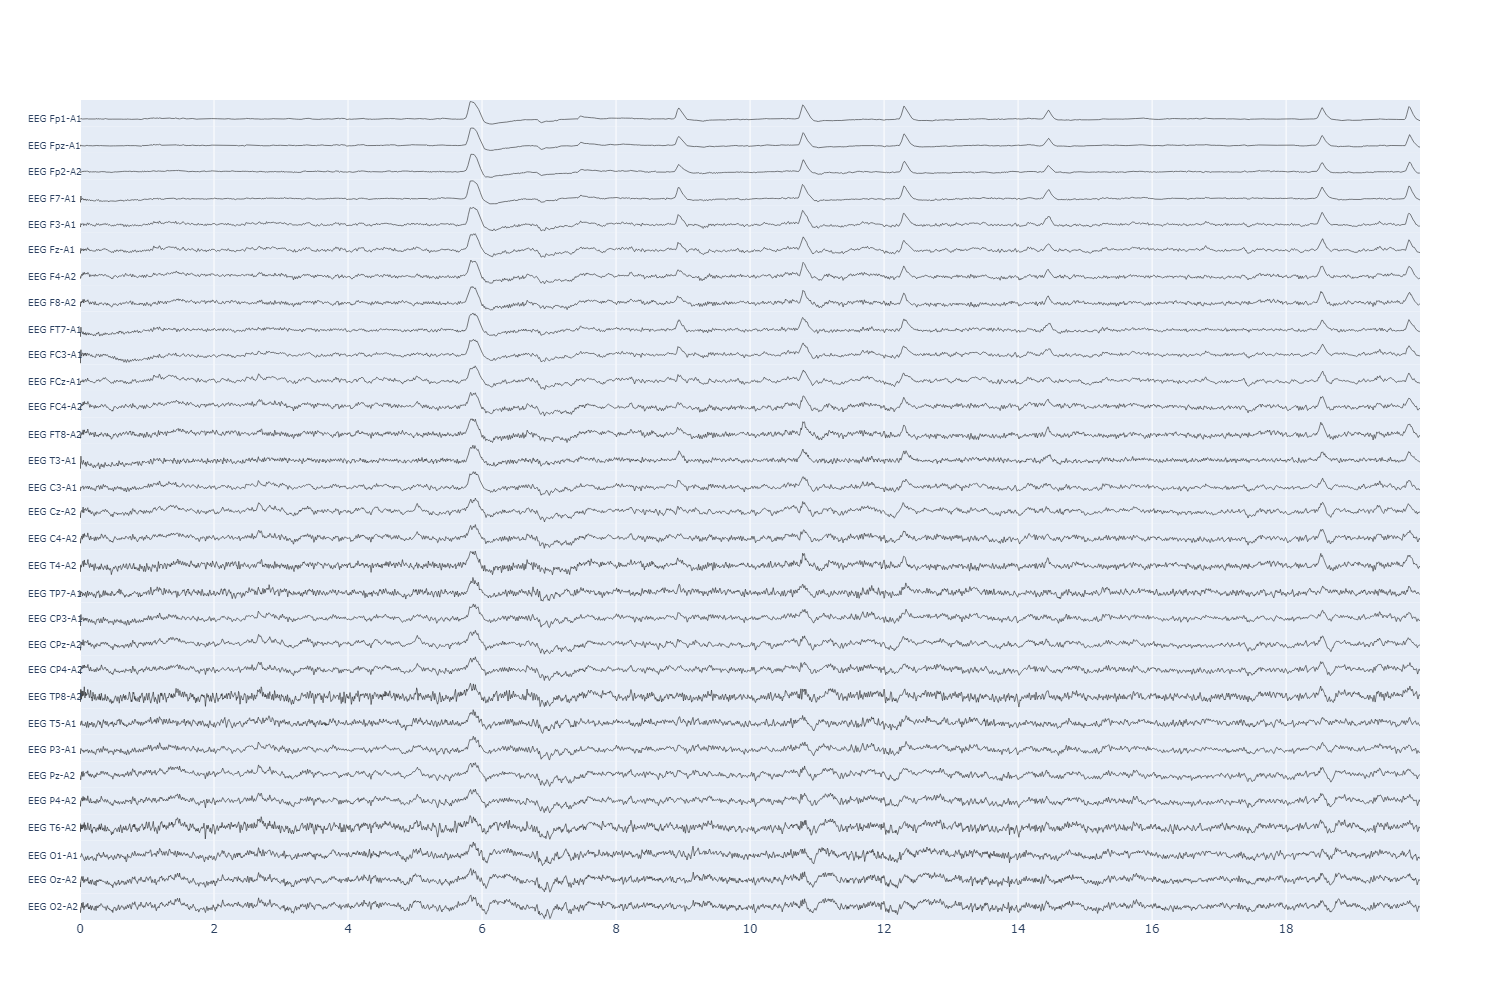 EEG Fp1-A1
EEG Fpz-A1
EEG Fp2-A2
EEG F7-A1
EEG F3-A1
EEG Fz-A1
EEG F4-A2
EEG F8-A2
EEG FT7-A1
EEG FC3-A1
EEG FCz-A1
EEG FC4-A2
EEG FT8-A2
EEG T3-A1
EEG C3-A1
EEG Cz-A2
EEG C4-A2
EEG T4-A2
EEG TP7-A1
EEG CP3-A1
EEG CPz-A2
EEG CP4-A2
EEG TP8-A2
EEG T5-A1
EEG P3-A1
EEG Pz-A2
EEG P4-A2
EEG T6-A2
EEG O1-A1
EEG Oz-A2
EEG O2-A2
0 2 4 6 8 10 12 14 16 18